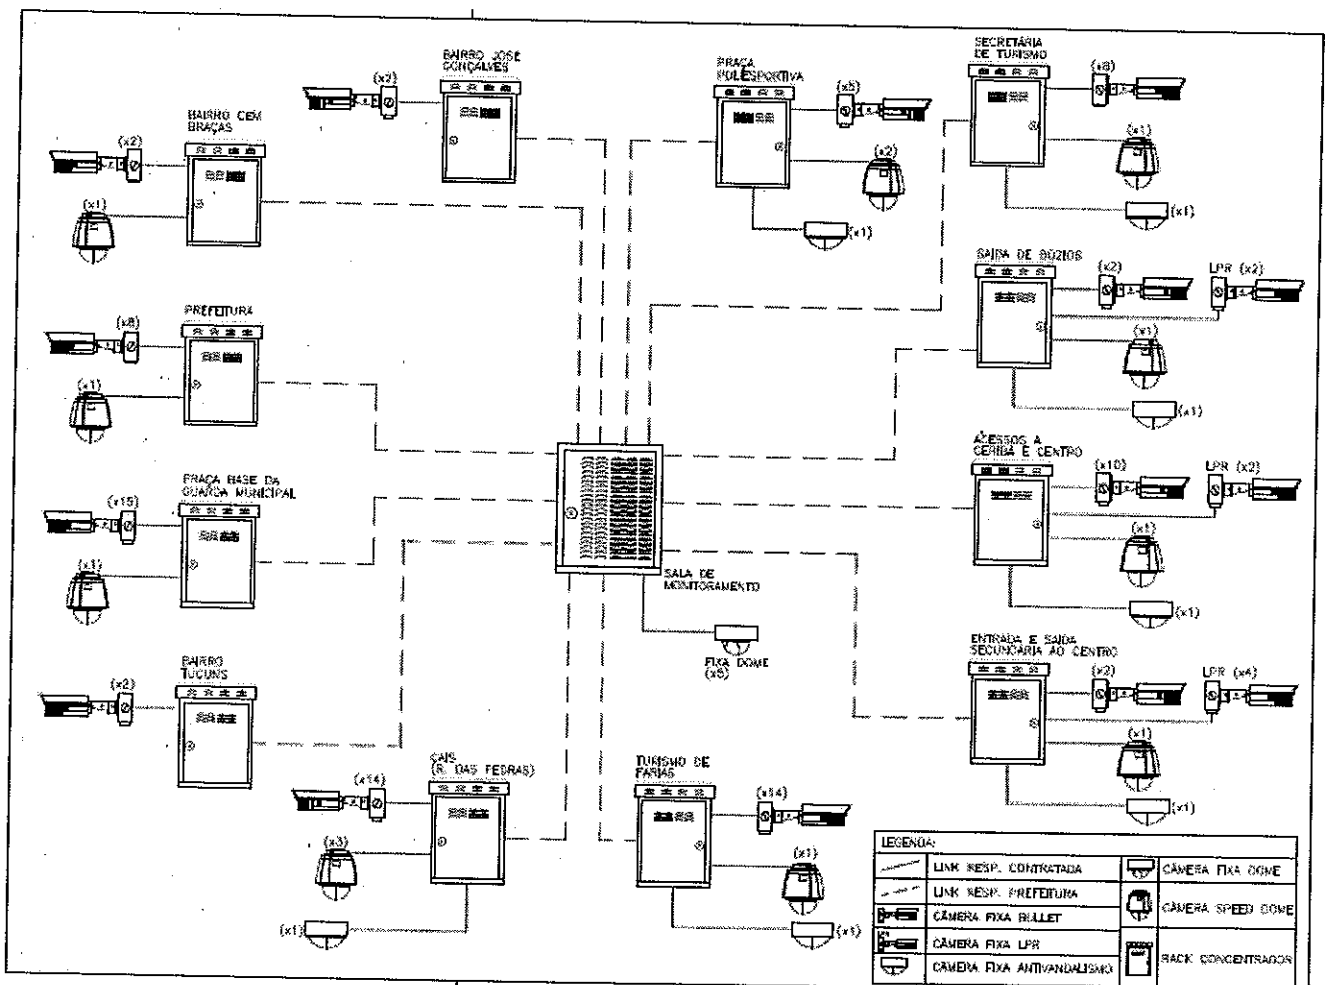 BAIRRO JOSE
GONÇALVES
(x2)
BAIRRO CEM
BRAÇAS
(x2)
(x1)
PREFEITURA
(x8)
(x1)
PRAÇA BASE DA
GUARDA MUNICIPAL
(x15)
(x1)
BAIRRO
TUCUNS
(x2)
CAIS
(R. DAS PEDRAS)
(x14)
(x3)
(x1)
TURISMO DE
FARIAS
(x14)
(x1)
(x1)
SALA DE
MONITORAMENTO
FIXA DOME
(x5)
PRAÇA
POLIESPORTIVA
(x5)
(x2)
(x1)
SECRETÁRIA
DE TURISMO
(x8)
(x1)
(x1)
SAÍDA DE BÚZIOS
(x2)
LPR (x2)
(x1)
(x1)
ACESSOS A
CERIBA E CENTRO
(x10)
LPR (x2)
(x1)
(x1)
ENTRADA E SAÍDA
SECUNDÁRIA AO CENTRO
(x2)
LPR (x4)
(x1)
(x1)
LEGENDA:
LINK RESP. CONTRATADA
LINK RESP. PREFEITURA
CÂMERA FIXA BULLET
CÂMERA FIXA LPR
CÂMERA FIXA ANTIVANDALISMO
CÂMERA FIXA DOME
CÂMERA SPEED DOME
RACK CONCENTRADOR